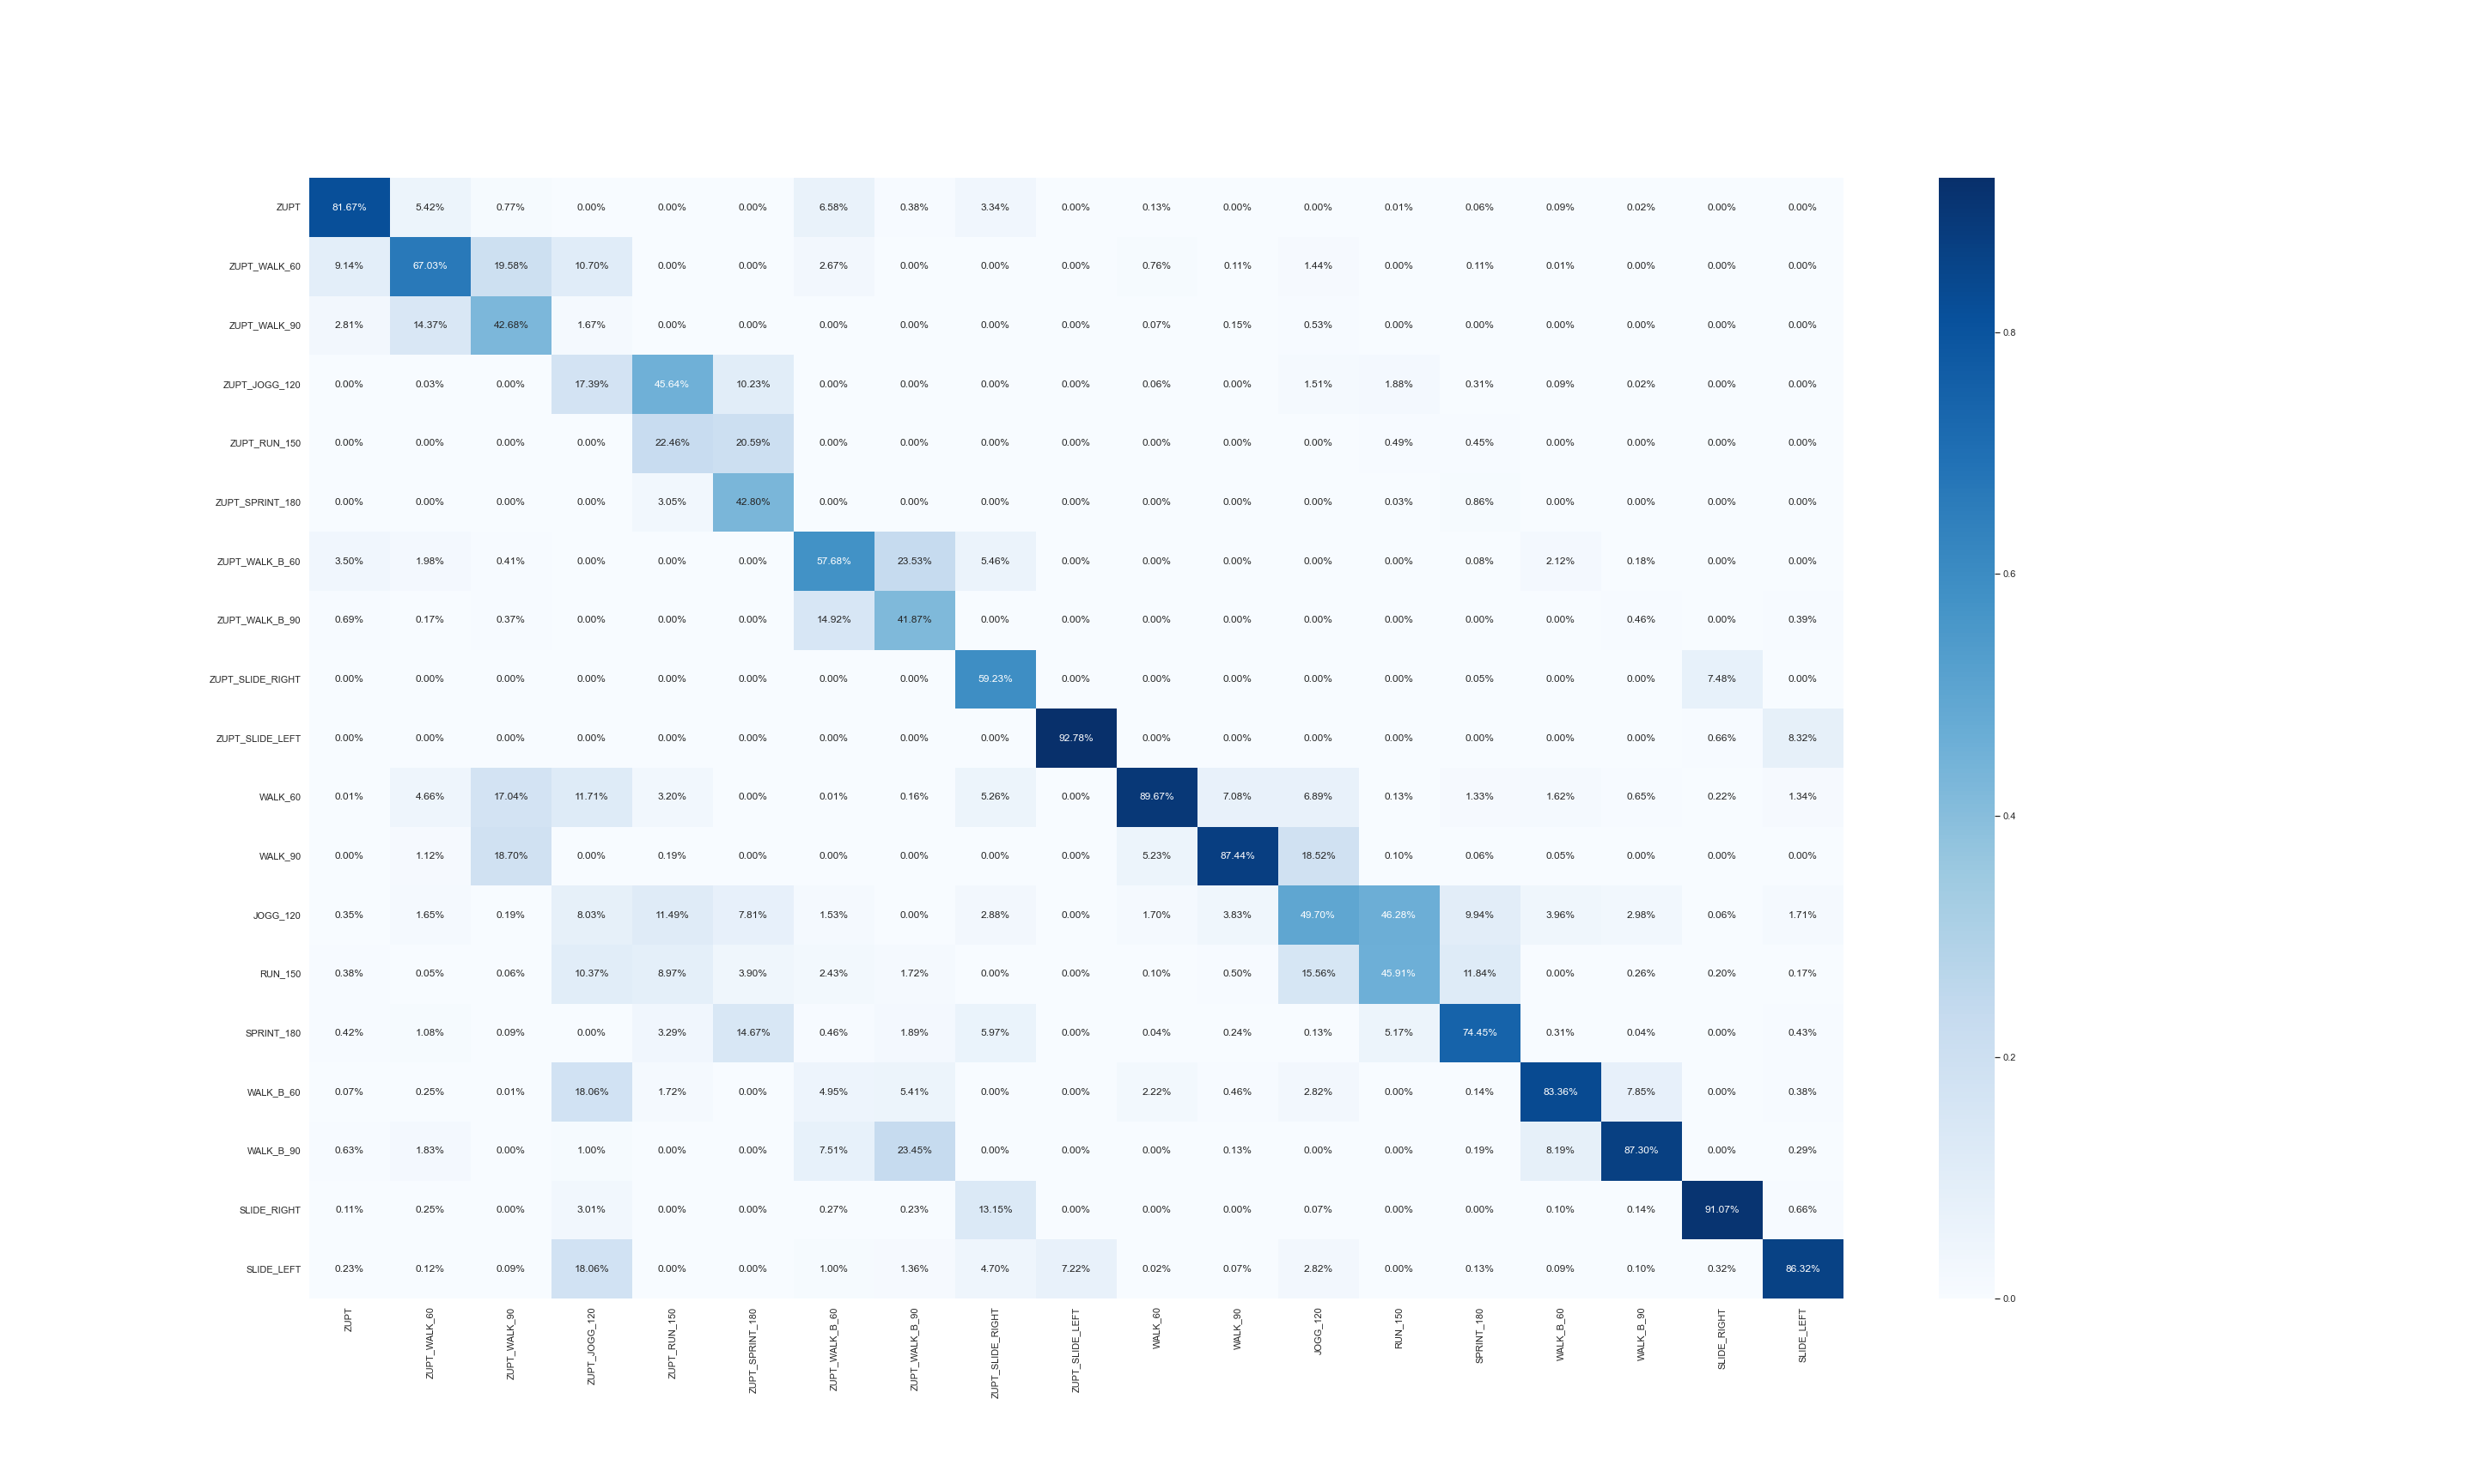 ZUPT 81.67% 5.42% 0.77% 0.00% 0.00% 0.00% 6.58% 0.38% 3.34% 0.00% 0.13% 0.00% 0.00% 0.01% 0.06% 0.09% 0.02% 0.00% 0.00%
ZUPT_WALK_60 9.14% 67.03% 19.58% 10.70% 0.00% 0.00% 2.67% 0.00% 0.00% 0.00% 0.76% 0.11% 1.44% 0.00% 0.11% 0.01% 0.00% 0.00% 0.00%
ZUPT_WALK_90 2.81% 14.37% 42.68% 1.67% 0.00% 0.00% 0.00% 0.00% 0.00% 0.00% 0.07% 0.15% 0.53% 0.00% 0.00% 0.00% 0.00% 0.00% 0.00%
0.8
ZUPT_JOGG_120 0.00% 0.03% 0.00% 17.39% 45.64% 10.23% 0.00% 0.00% 0.00% 0.00% 0.06% 0.00% 1.51% 1.88% 0.31% 0.09% 0.02% 0.00% 0.00%
ZUPT_RUN_150 0.00% 0.00% 0.00% 0.00% 22.46% 20.59% 0.00% 0.00% 0.00% 0.00% 0.00% 0.00% 0.00% 0.49% 0.45% 0.00% 0.00% 0.00% 0.00%
ZUPT_SPRINT_180 0.00% 0.00% 0.00% 0.00% 3.05% 42.80% 0.00% 0.00% 0.00% 0.00% 0.00% 0.00% 0.00% 0.03% 0.86% 0.00% 0.00% 0.00% 0.00%
ZUPT_WALK_B_60 3.50% 1.98% 0.41% 0.00% 0.00% 0.00% 57.68% 23.53% 5.46% 0.00% 0.00% 0.00% 0.00% 0.00% 0.08% 2.12% 0.18% 0.00% 0.00%
0.6
ZUPT_WALK_B_90 0.69% 0.17% 0.37% 0.00% 0.00% 0.00% 14.92% 41.87% 0.00% 0.00% 0.00% 0.00% 0.00% 0.00% 0.00% 0.00% 0.46% 0.00% 0.39%
ZUPT_SLIDE_RIGHT 0.00% 0.00% 0.00% 0.00% 0.00% 0.00% 0.00% 0.00% 59.23% 0.00% 0.00% 0.00% 0.00% 0.00% 0.05% 0.00% 0.00% 7.48% 0.00%
ZUPT_SLIDE_LEFT 0.00% 0.00% 0.00% 0.00% 0.00% 0.00% 0.00% 0.00% 0.00% 92.78% 0.00% 0.00% 0.00% 0.00% 0.00% 0.00% 0.00% 0.66% 8.32%
WALK_60 0.01% 4.66% 17.04% 11.71% 3.20% 0.00% 0.01% 0.16% 5.26% 0.00% 89.67% 7.08% 6.89% 0.13% 1.33% 1.62% 0.65% 0.22% 1.34%
0.4
WALK_90 0.00% 1.12% 18.70% 0.00% 0.19% 0.00% 0.00% 0.00% 0.00% 0.00% 5.23% 87.44% 18.52% 0.10% 0.06% 0.05% 0.00% 0.00% 0.00%
JOGG_120 0.35% 1.65% 0.19% 8.03% 11.49% 7.81% 1.53% 0.00% 2.88% 0.00% 1.70% 3.83% 49.70% 46.28% 9.94% 3.96% 2.98% 0.06% 1.71%
RUN_150 0.38% 0.05% 0.06% 10.37% 8.97% 3.90% 2.43% 1.72% 0.00% 0.00% 0.10% 0.50% 15.56% 45.91% 11.84% 0.00% 0.26% 0.20% 0.17%
SPRINT_180 0.42% 1.08% 0.09% 0.00% 3.29% 14.67% 0.46% 1.89% 5.97% 0.00% 0.04% 0.24% 0.13% 5.17% 74.45% 0.31% 0.04% 0.00% 0.43%
0.2
WALK_B_60 0.07% 0.25% 0.01% 18.06% 1.72% 0.00% 4.95% 5.41% 0.00% 0.00% 2.22% 0.46% 2.82% 0.00% 0.14% 83.36% 7.85% 0.00% 0.38%
WALK_B_90 0.63% 1.83% 0.00% 1.00% 0.00% 0.00% 7.51% 23.45% 0.00% 0.00% 0.00% 0.13% 0.00% 0.00% 0.19% 8.19% 87.30% 0.00% 0.29%
SLIDE_RIGHT 0.11% 0.25% 0.00% 3.01% 0.00% 0.00% 0.27% 0.23% 13.15% 0.00% 0.00% 0.00% 0.07% 0.00% 0.00% 0.10% 0.14% 91.07% 0.66%
SLIDE_LEFT 0.23% 0.12% 0.09% 18.06% 0.00% 0.00% 1.00% 1.36% 4.70% 7.22% 0.02% 0.07% 2.82% 0.00% 0.13% 0.09% 0.10% 0.32% 86.32%
0.0
ZUPT
ZUPT_WALK_60
ZUPT_WALK_90
ZUPT_JOGG_120
ZUPT_RUN_150
ZUPT_SPRINT_180
ZUPT_WALK_B_60
ZUPT_WALK_B_90
ZUPT_SLIDE_RIGHT
ZUPT_SLIDE_LEFT
WALK_60
WALK_90
JOGG_120
RUN_150
SPRINT_180
WALK_B_60
WALK_B_90
SLIDE_RIGHT
SLIDE_LEFT